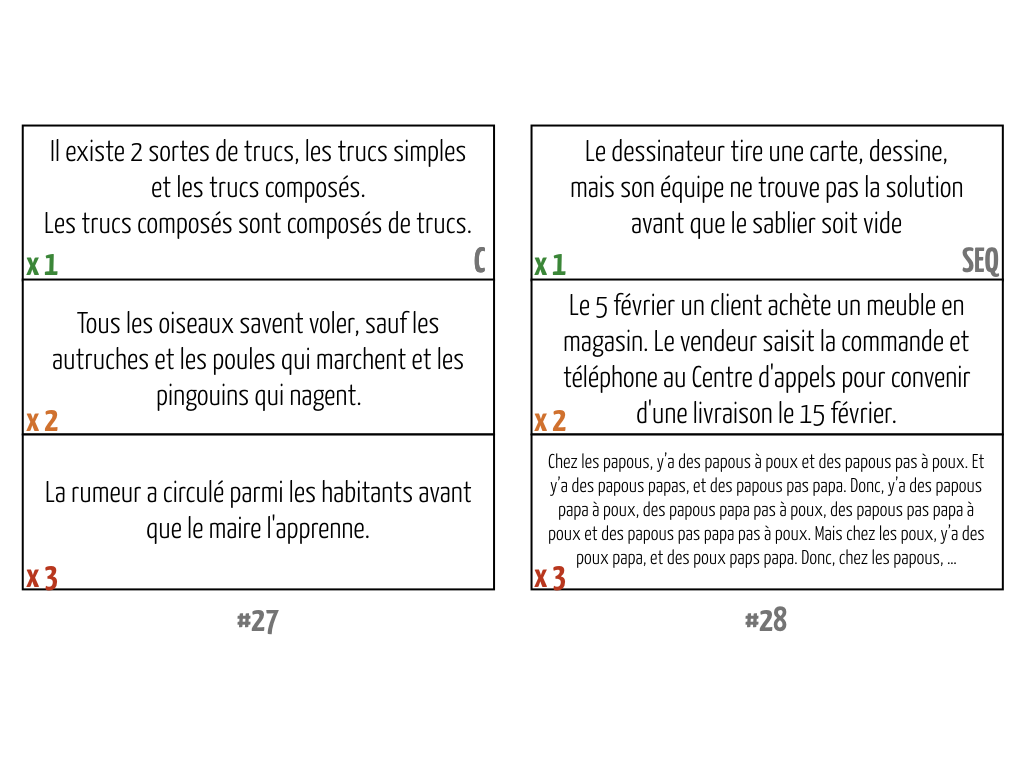 Il existe 2 sortes de trucs, les trucs simples
et les trucs composés.
Les trucs composés sont composés de trucs.
x 1
C
Tous les oiseaux savent voler, sauf les
autruches et les poules qui marchent et les
pingouins qui nagent.
x 2
La rumeur a circulé parmi les habitants avant
que le maire l'apprenne.
x 3
#27
Le dessinateur tire une carte, dessine,
mais son équipe ne trouve pas la solution
avant que le sablier soit vide
x 1
SEQ
Le 5 février un client achète un meuble en
magasin. Le vendeur saisit la commande et
téléphone au Centre d'appels pour convenir
d'une livraison le 15 février.
x 2
Chez les papous, y'a des papous à poux et des papous pas à poux. Et
y'a des papous papas, et des papous pas papa. Donc, y'a des papous
papa à poux, des papous papa pas à poux, des papous pas papa à
poux et des papous pas papa pas à poux. Mais chez les poux, y'a des
poux papa, et des poux paps papa. Donc, chez les papous, ...
x 3
#28